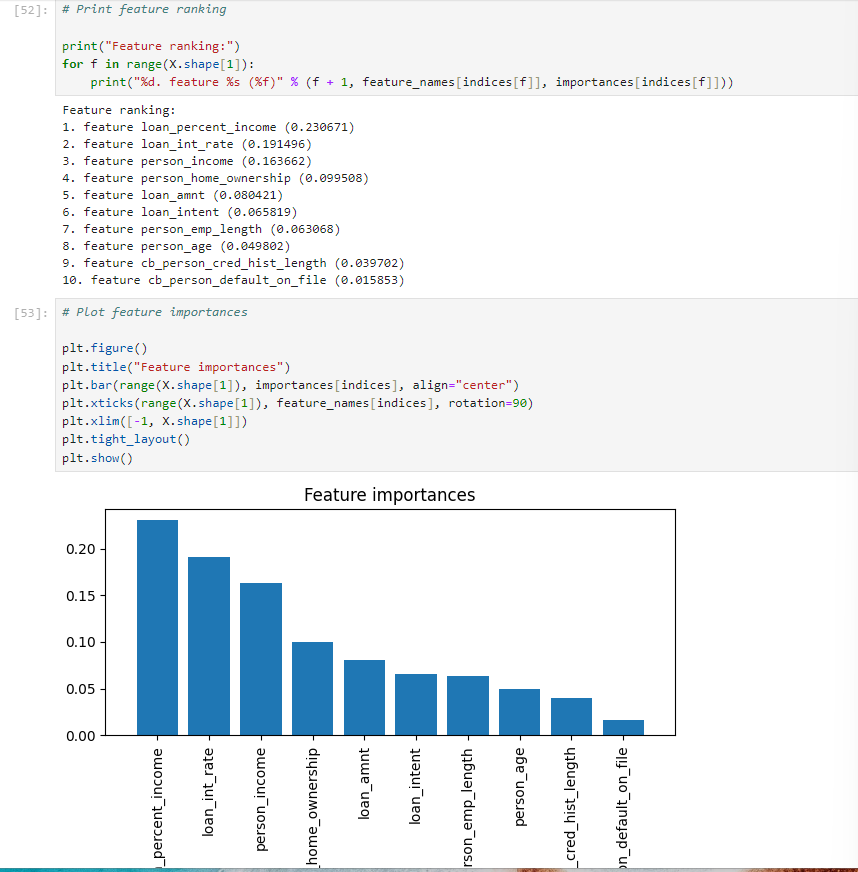 [52]: # Print feature ranking
print("Feature ranking:")
for f in range(X.shape[1]):
    print("%d. feature %s (%f)" % (f + 1, feature_names[indices[f]], importances[indices[f]]))
Feature ranking:
1. feature loan_percent_income (0.230671)
2. feature loan_int_rate (0.191496)
3. feature person_income (0.163662)
4. feature person_home_ownership (0.099508)
5. feature loan_amnt (0.080421)
6. feature loan_intent (0.065819)
7. feature person_emp_length (0.063068)
8. feature person_age (0.049802)
9. feature cb_person_cred_hist_length (0.039702)
10. feature cb_person_default_on_file (0.015853)
[53]: # Plot feature importances
plt.figure()
plt.title("Feature importances")
plt.bar(range(X.shape[1]), importances[indices], align="center")
plt.xticks(range(X.shape[1]), feature_names[indices], rotation=90)
plt.xlim([-1, X.shape[1]])
plt.tight_layout()
plt.show()
Feature importances
0.20
0.15
0.10
0.05
0.00
_percent_income
loan_int_rate
person_income
_home_ownership
loan_amnt
loan_intent
rson_emp_length
person_age
_cred_hist_length
on_default_on_file